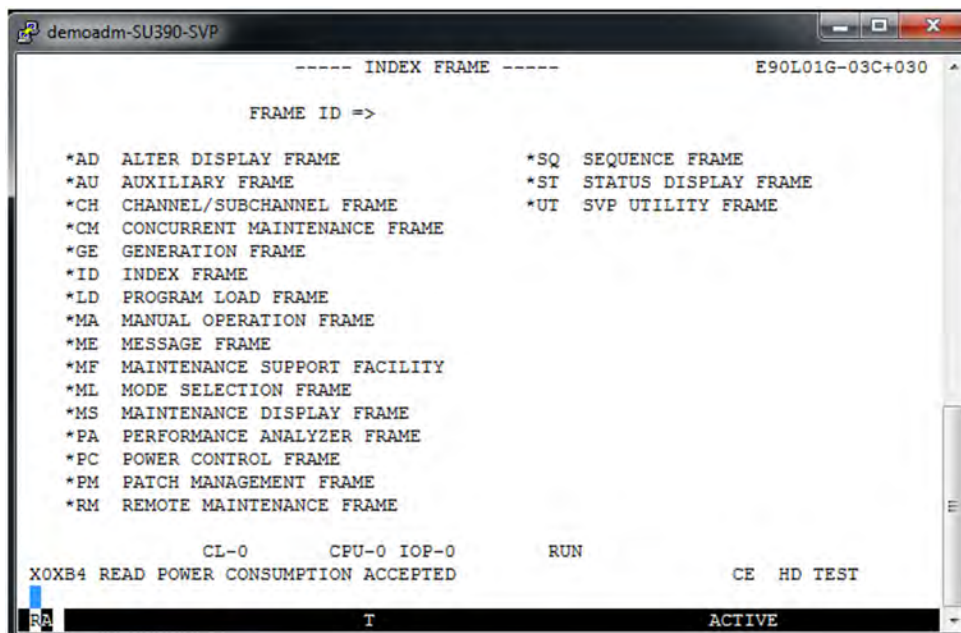 demoadm-SU390-SVP
----- INDEX FRAME ----- E90L01G-03C+030
FRAME ID =>
*AD ALTER DISPLAY FRAME *SQ SEQUENCE FRAME
*AU AUXILIARY FRAME *ST STATUS DISPLAY FRAME
*CH CHANNEL/SUBCHANNEL FRAME *UT SVP UTILITY FRAME
*CM CONCURRENT MAINTENANCE FRAME
*GE GENERATION FRAME
*ID INDEX FRAME
*LD PROGRAM LOAD FRAME
*MA MANUAL OPERATION FRAME
*ME MESSAGE FRAME
*MF MAINTENANCE SUPPORT FACILITY
*ML MODE SELECTION FRAME
*MS MAINTENANCE DISPLAY FRAME
*PA PERFORMANCE ANALYZER FRAME
*PC POWER CONTROL FRAME
*PM PATCH MANAGEMENT FRAME
*RM REMOTE MAINTENANCE FRAME
CL-0 CPU-0 IOP-0 RUN
X0XB4 READ POWER CONSUMPTION ACCEPTED CE HD TEST
RA T ACTIVE